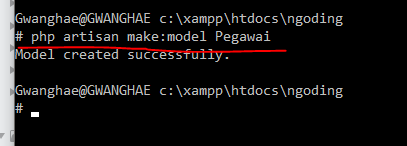 Gwanghae@GWANGHAE c:\xampp\htdocs\ngoding
# php artisan make:model Pegawai
Model created successfully.
Gwanghae@GWANGHAE c:\xampp\htdocs\ngoding
#